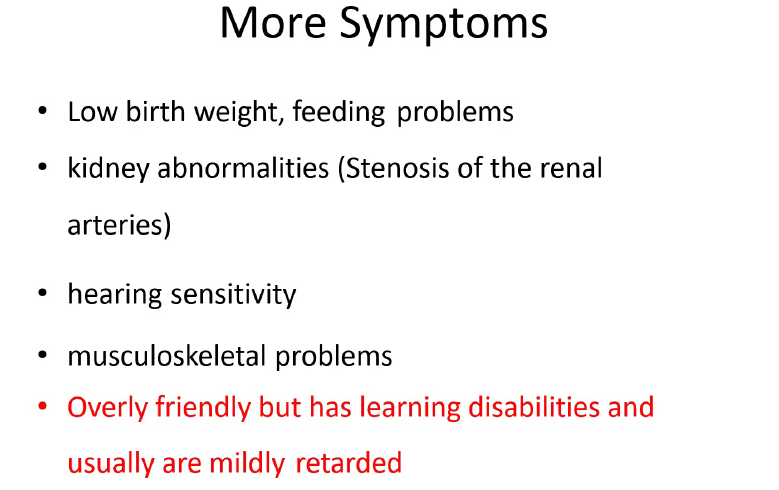 More Symptoms
• Low birth weight, feeding problems
• kidney abnormalities (Stenosis of the renal
arteries)
• hearing sensitivity
• musculoskeletal problems
• Overly friendly but has learning disabilities and
usually are mildly retarded